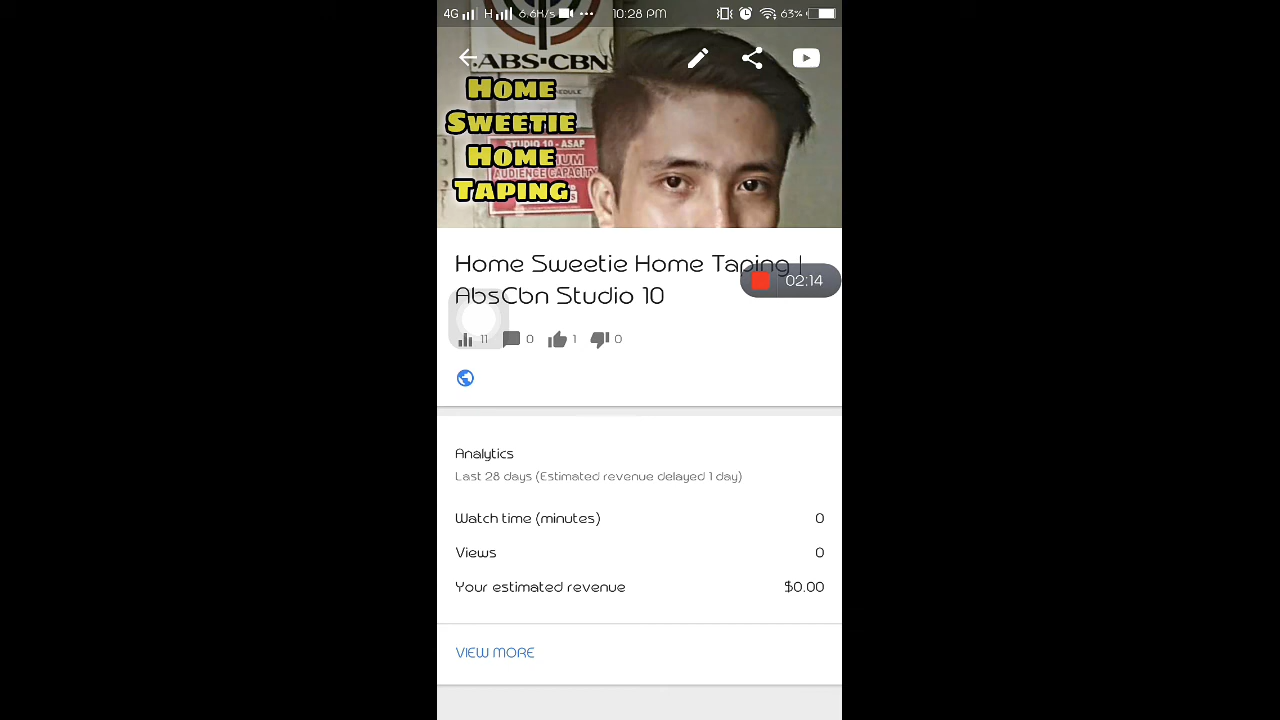 4G H 6.6K/s ... 10:28 PM 63%
ABS-CBN
SCHEDULE
Home
Sweetie
Home
Taping
STUDIO 10 - ASAP
AUDIENCE CAPACITY
Home Sweetie Home Taping |
AbsCbn Studio 10
02:14
11 0 1 0
Analytics
Last 28 days (Estimated revenue delayed 1 day)
Watch time (minutes) 0
Views 0
Your estimated revenue $0.00
VIEW MORE